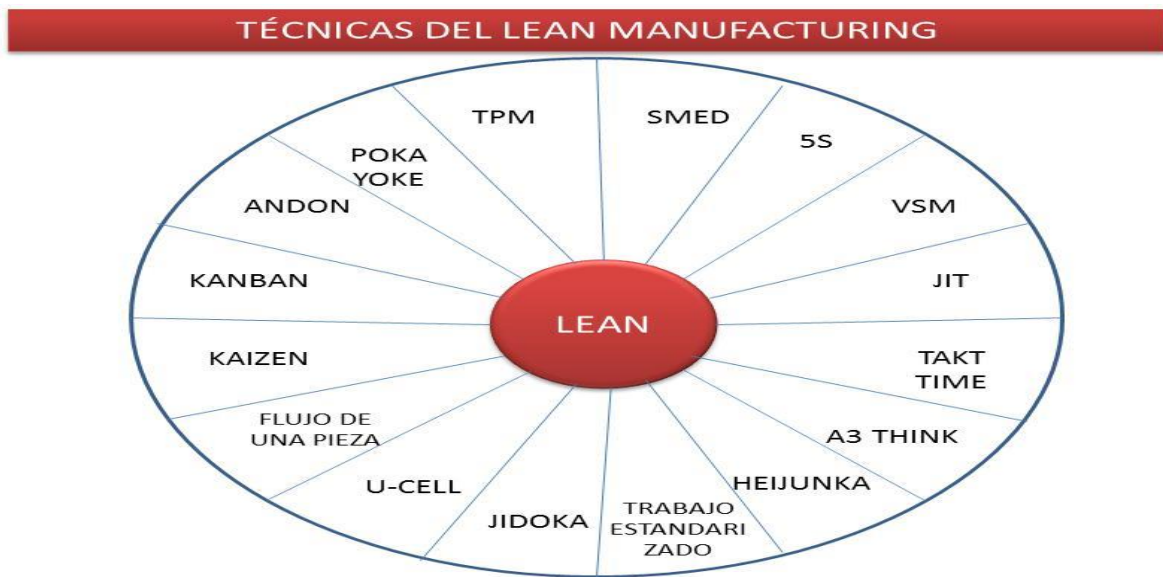 TÉCNICAS DEL LEAN MANUFACTURING
TPM
SMED
5S
POKA
YOKE
ANDON
VSM
KANBAN
JIT
LEAN
KAIZEN
TAKT
TIME
FLUJO DE
UNA PIEZA
A3 THINK
U-CELL
HEIJUNKA
JIDOKA
TRABAJO
ESTANDARI
ZADO